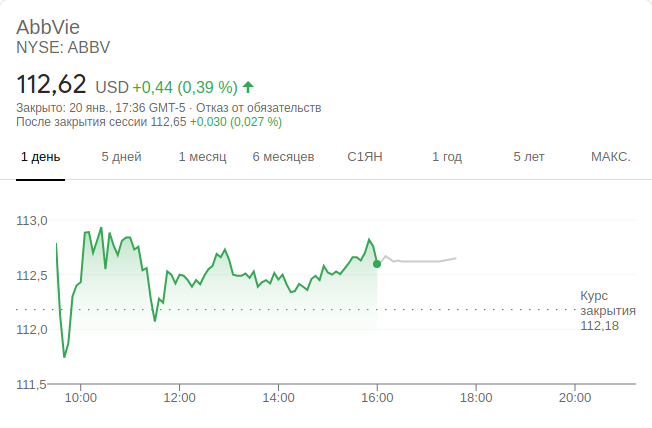 AbbVie
NYSE: ABBV
112,62 USD +0,44 (0,39 %)
Закрыто: 20 янв., 17:36 GMT-5 · Отказ от обязательств
После закрытия сессии 112,65 +0,030 (0,027 %)
1 день 5 дней 1 месяц 6 месяцев С1ЯН 1 год 5 лет МАКС.
113,0
112,5
Курс
закрытия
112,18
112,0
111,5
10:00 12:00 14:00 16:00 18:00 20:00